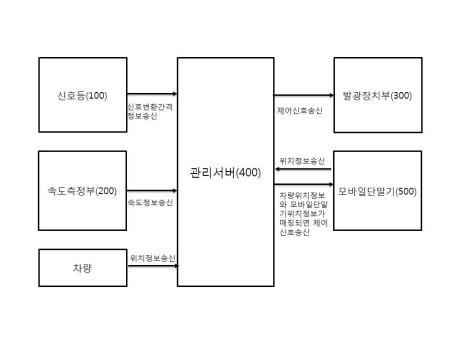 신호등(100)
신호변환간격
정보송신
속도측정부(200)
속도정보송신
차량
위치정보송신
관리서버(400)
제어신호송신
발광장치부(300)
위치정보송신
모바일단말기(500)
차량위치정보
와 모바일단말
기위치정보가
매칭되면 제어
신호송신